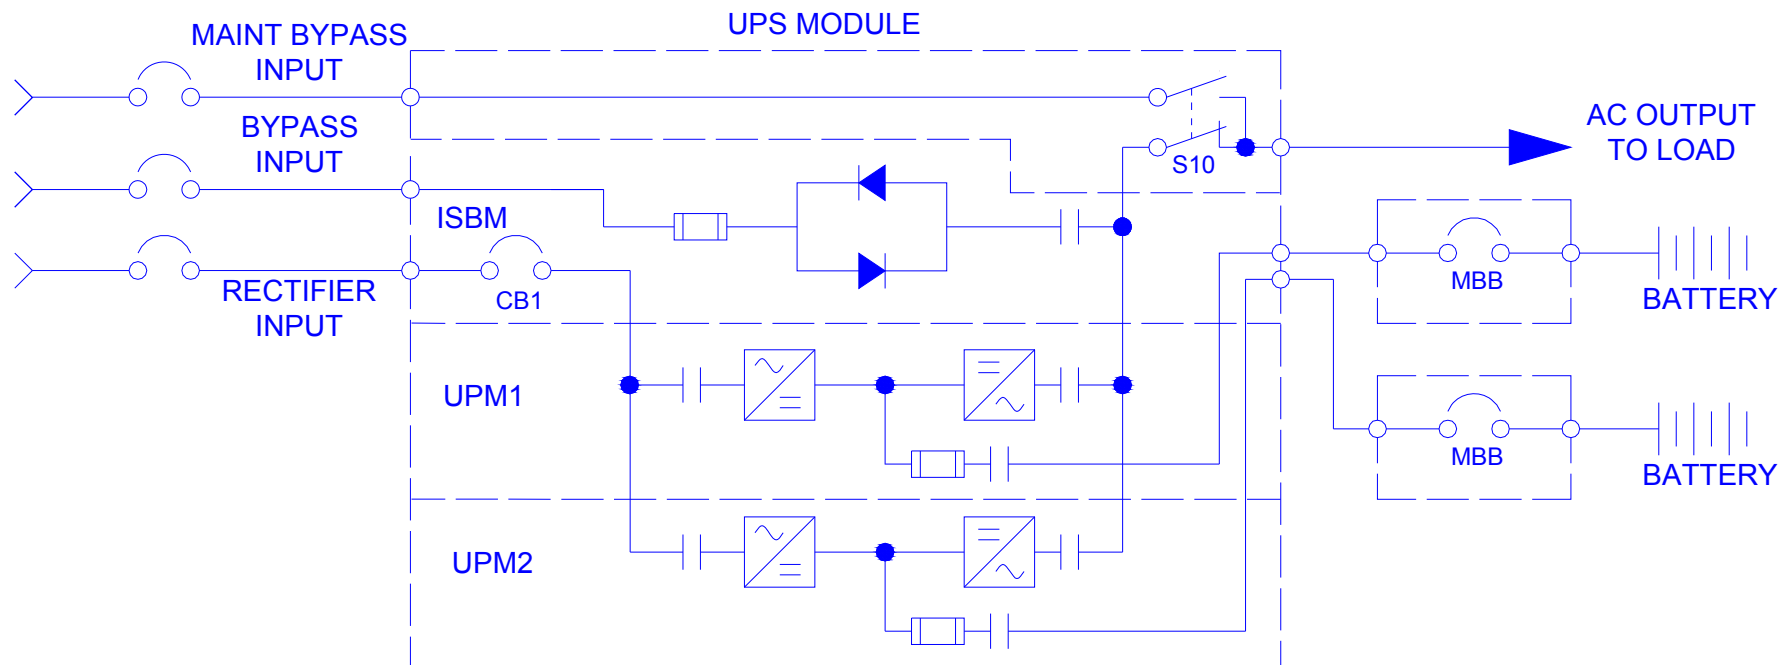 UPS MODULE
MAINT BYPASS
INPUT
BYPASS
INPUT
AC OUTPUT
TO LOAD
S10
ISBM
CB1
RECTIFIER
INPUT
MBB
BATTERY
UPM1
MBB
BATTERY
UPM2